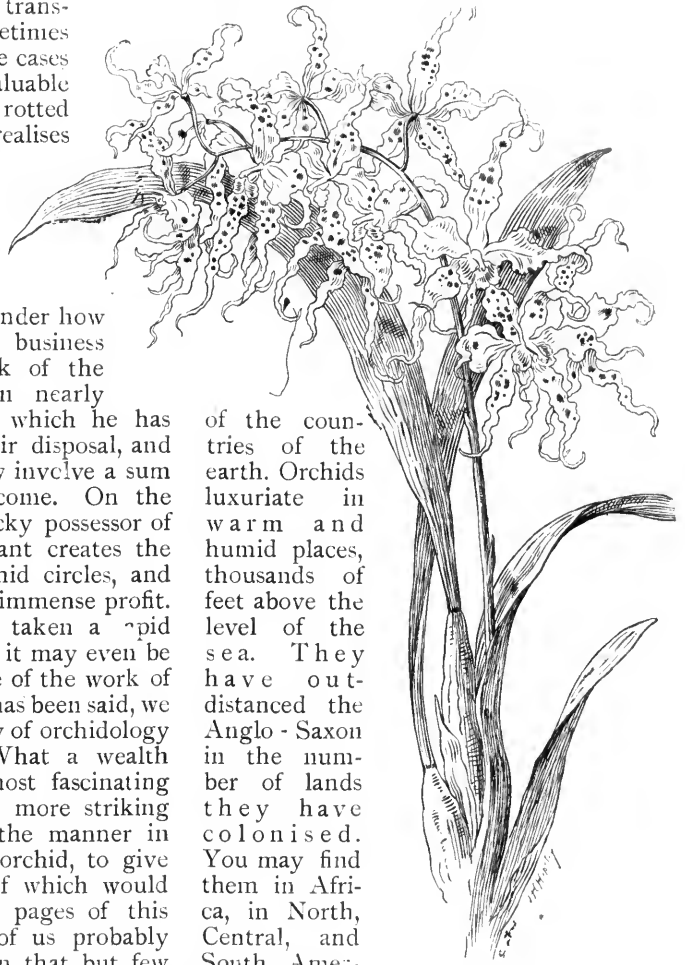 trans-
etimes
e cases
aluable
rotted
realises
nder how
business
k of the
n nearly
which he has
ir disposal, and
y involve a sum
come. On the
cky possessor of
ant creates the
hid circles, and
immense profit.
taken a
it may even be
e of the work of
has been said, we
y of orchidology
What a wealth
most fascinating
more striking
the manner in
orchid, to give
f which would
pages of this
of us probably
n that but few
of the coun-
tries of the
earth. Orchids
luxuriate in
warm and
humid places,
thousands of
feet above the
level of the
sea. They
have out-
distanced the
Anglo-Saxon
in the num-
ber of lands
they have
colonised.
You may find
them in Afri-
ca, in North,
Central, and
South Amer-